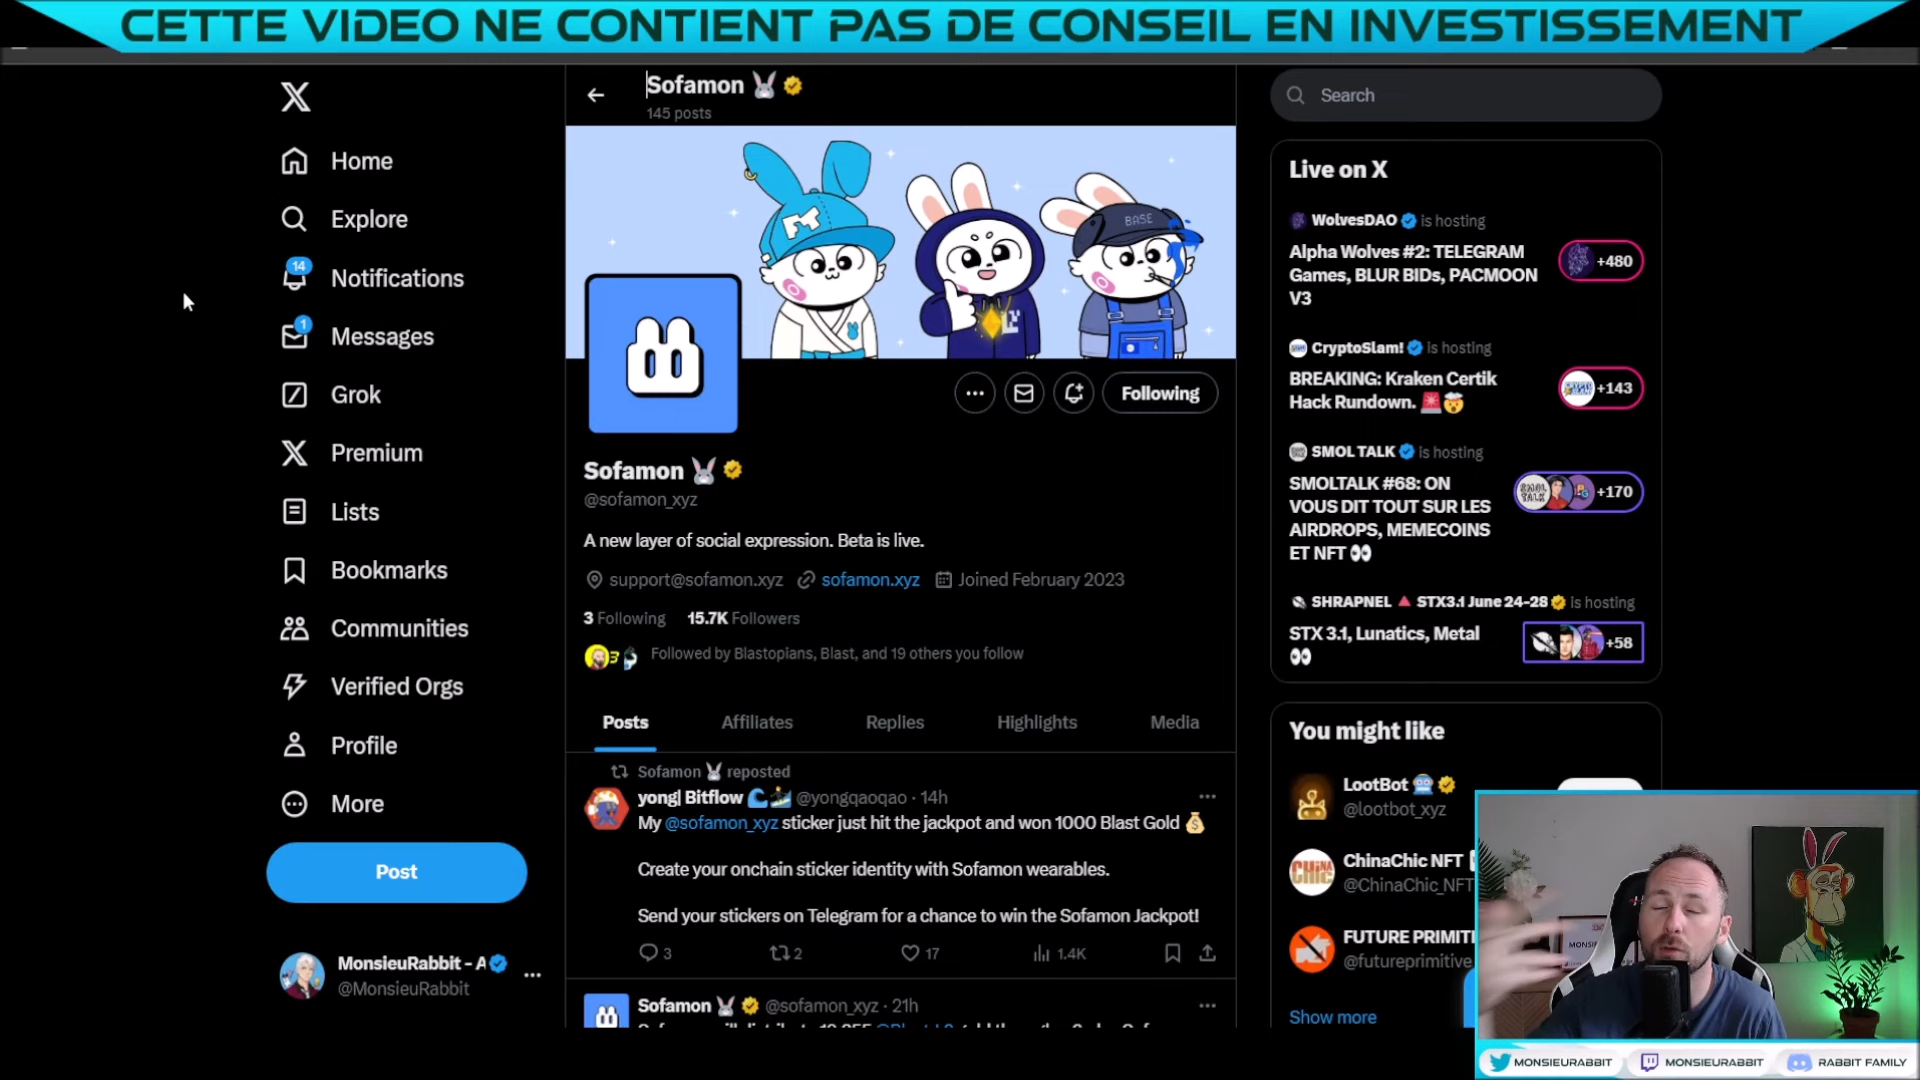 CETTE VIDEO NE CONTIENT PAS DE CONSEIL EN INVESTISSEMENT
Home
Explore
14
Notifications
1
Messages
Grok
Premium
Lists
Bookmarks
Communities
Verified Orgs
Profile
More
Post
MonsieuRabbit - A
@MonsieuRabbit
Sofamon
145 posts
BASE
Following
Sofamon
@sofamon_xyz
A new layer of social expression. Beta is live.
support@sofamon.xyz sofamon.xyz Joined February 2023
3 Following 15.7K Followers
Followed by Blastopians, Blast, and 19 others you follow
Posts Affiliates Replies Highlights Media
Sofamon reposted
yong| Bitflow @yongqaoqao · 14h
My @sofamon_xyz sticker just hit the jackpot and won 1000 Blast Gold
Create your onchain sticker identity with Sofamon wearables.
Send your stickers on Telegram for a chance to win the Sofamon Jackpot!
3 2 17 1.4K
Sofamon @sofamon_xyz · 21h
Search
Live on X
WolvesDAO is hosting
Alpha Wolves #2: TELEGRAM
Games, BLUR BIDs, PACMOON
V3
+480
CryptoSlam! is hosting
BREAKING: Kraken Certik
Hack Rundown.
+143
SMOL TALK is hosting
SMOLTALK #68: ON
VOUS DIT TOUT SUR LES
AIRDROPS, MEMECOINS
ET NFT
+170
SHRAPNEL STX3.1 June 24-28 is hosting
STX 3.1, Lunatics, Metal
+58
You might like
LootBot
@lootbot_xyz
ChinaChic NFT
@ChinaChic_NFT
FUTURE PRIMITI
@futureprimitive
Show more
MONSIEURABBIT MONSIEURABBIT RABBIT FAMILY